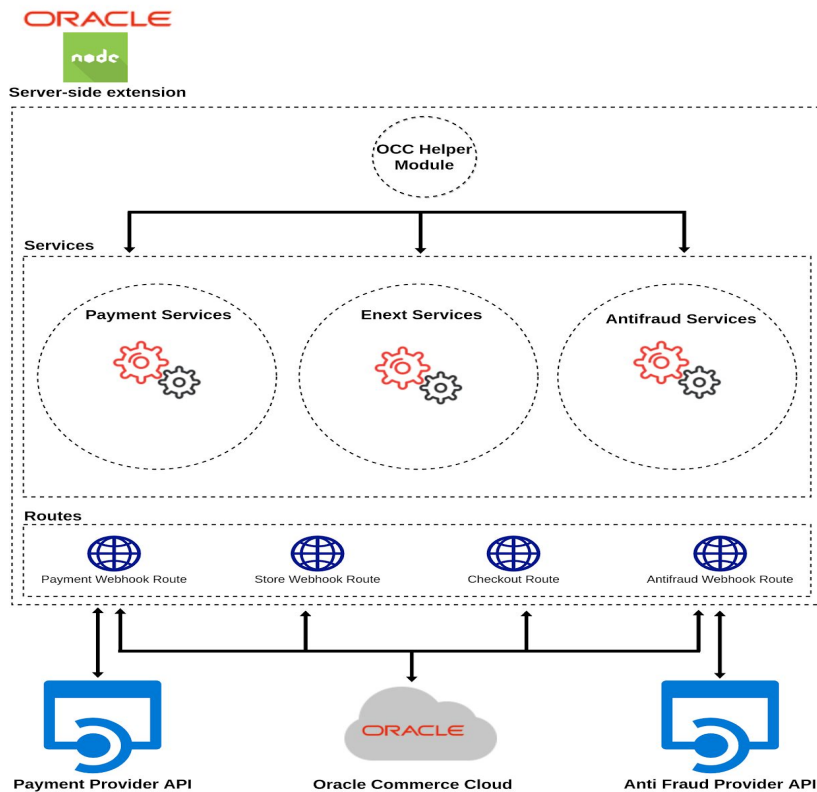 ORACLE
node
Server-side extension
OCC Helper
Module
Services
Payment Services
Enext Services
Antifraud Services
Routes
Payment Webhook Route
Store Webhook Route
Checkout Route
Antifraud Webhook Route
ORACLE
Payment Provider API
Oracle Commerce Cloud
Anti Fraud Provider API